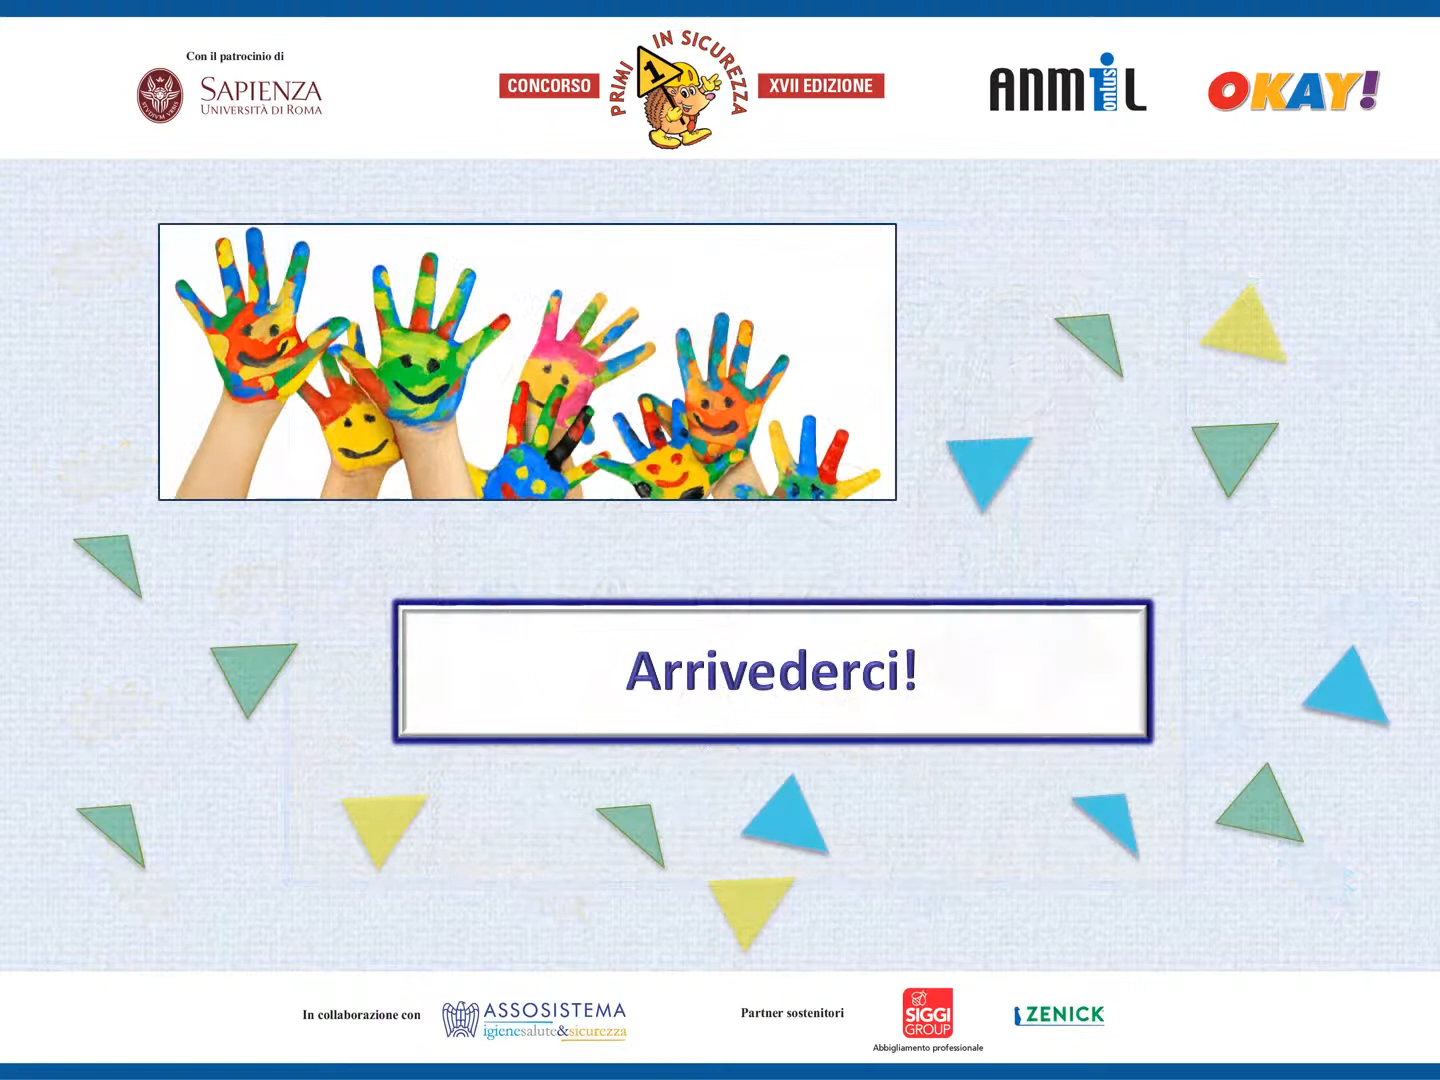 Con il patrocinio di
SAPIENZA
UNIVERSITÀ DI ROMA
CONCORSO
PRIMI IN SICUREZZA
1
XVII EDIZIONE
ANMIL
onlus
OKAY!
Arrivederci!
In collaborazione con
ASSOSISTEMA
igienesalute&sicurezza
Partner sostenitori
SIGGI
GROUP
Abbigliamento professionale
ZENICK